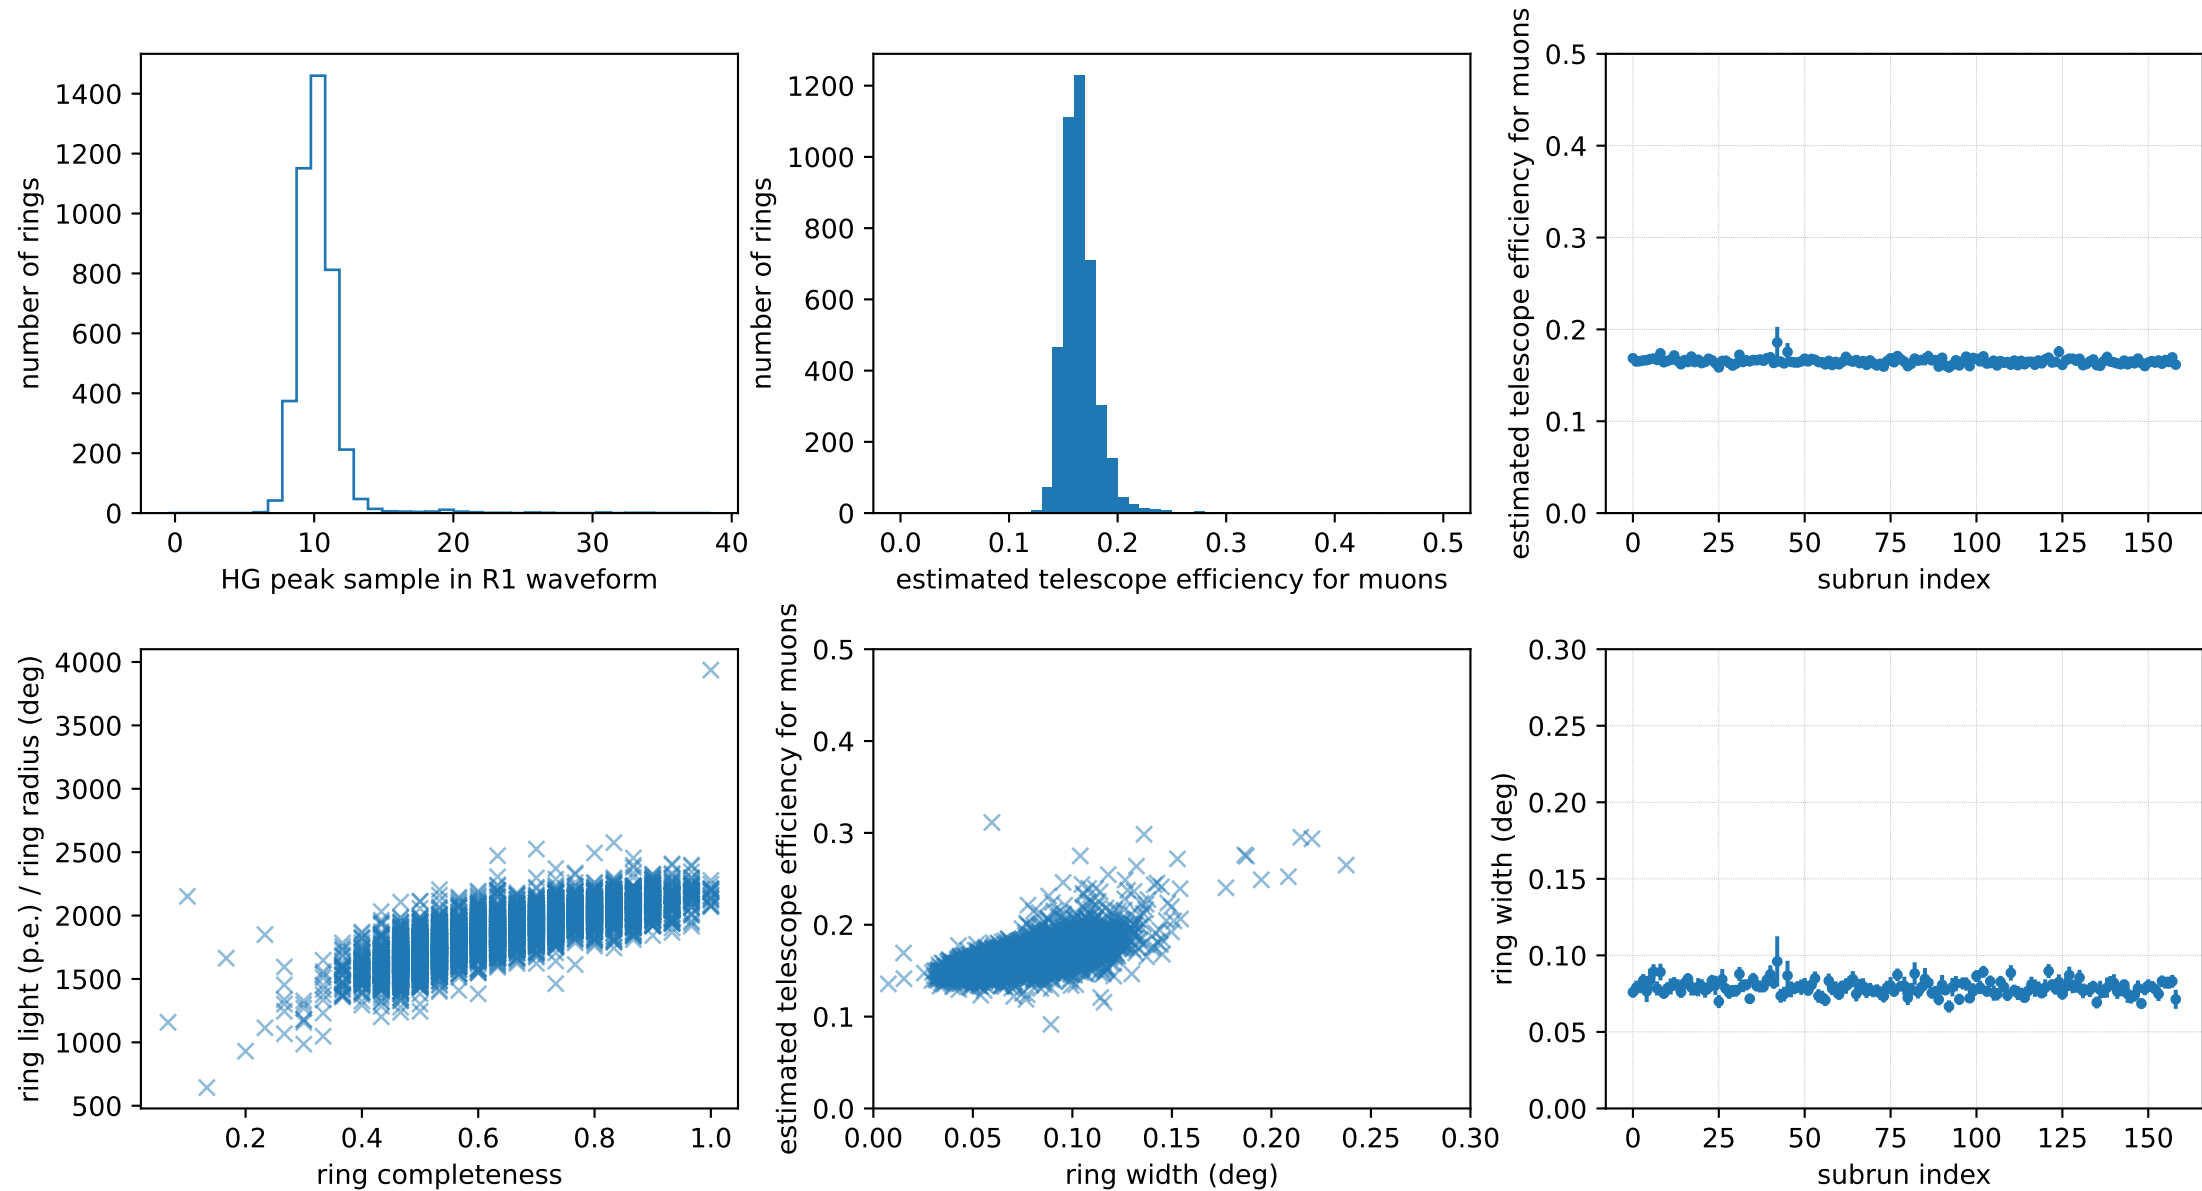 number of rings
1400
1200
1000
800
600
400
200
0
0 10 20 30 40
HG peak sample in R1 waveform
number of rings
1200
1000
800
600
400
200
0
0.0 0.1 0.2 0.3 0.4 0.5
estimated telescope efficiency for muons
estimated telescope efficiency for muons
0.5
0.4
0.3
0.2
0.1
0.0
0 25 50 75 100 125 150
subrun index
ring light (p.e.) / ring radius (deg)
4000
3500
3000
2500
2000
1500
1000
500
0.2 0.4 0.6 0.8 1.0
ring completeness
estimated telescope efficiency for muons
0.5
0.4
0.3
0.2
0.1
0.0
0.00 0.05 0.10 0.15 0.20 0.25 0.30
ring width (deg)
ring width (deg)
0.30
0.25
0.20
0.15
0.10
0.05
0.00
0 25 50 75 100 125 150
subrun index